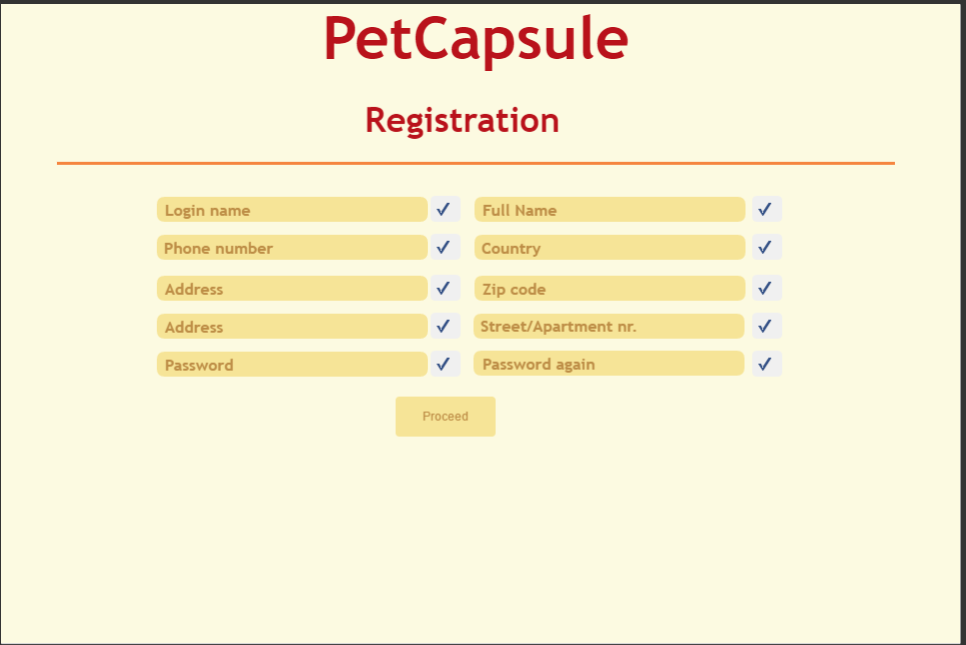 PetCapsule
Registration
Login name
Full Name
Phone number
Country
Address
Zip code
Address
Street/Apartment nr.
Password
Password again
Proceed